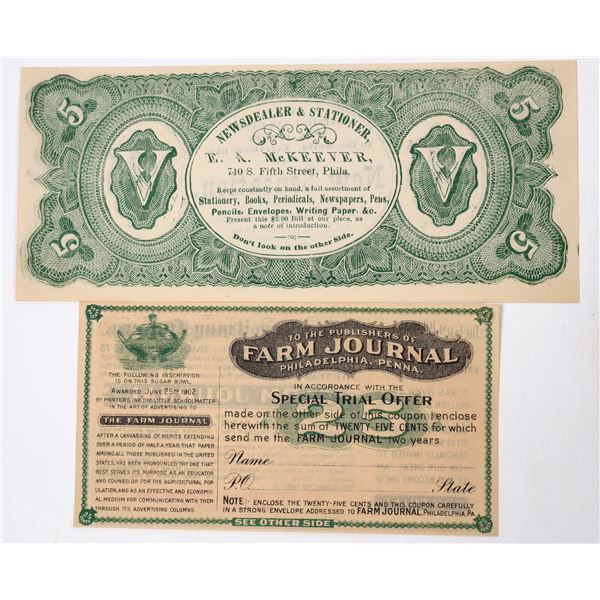 5
5
NEWSDEALER & STATIONER,
E. A. McKEEVER,
740 S. Fifth Street, Phila.
Keeps constantly on hand, a full assortment of
Stationery, Books, Periodicals, Newspapers, Pens,
Pencils, Envelopes, Writing Paper, &c.
Present this $5.00 Bill at our place, as
a note of introduction.
Don't look on the other Side.
V
V
5
5
THE FOLLOWING INSCRIPTION
IS ON THIS SUGAR BOWL.
AWARDED JUNE 25TH 1902
BY PRINTERS INK THE LITTLE SCHOOLMASTER
IN THE ART OF ADVERTISING TO
THE FARM JOURNAL
AFTER A CANVASSING OF MERITS EXTENDING
OVER A PERIOD OF HALF A YEAR. THAT PAPER
AMONG ALL THOSE PUBLISHED IN THE UNITED
STATES, HAS BEEN PRONOUNCED THE ONE THAT
BEST SERVES ITS PURPOSE AS AN EDUCATOR
AND COUNSELOR FOR THE AGRICULTURAL POP-
ULATION, AND AS AN EFFECTIVE AND ECONOMI-
CAL MEDIUM FOR COMMUNICATING WITH THEM
THROUGH ITS ADVERTISING COLUMNS.
TO THE PUBLISHERS OF
FARM JOURNAL
PHILADELPHIA, PENNA.
IN ACCORDANCE WITH THE
SPECIAL TRIAL OFFER
made on the other side of this coupon I enclose
herewith the sum of TWENTY-FIVE CENTS for which
send me the FARM JOURNAL two years.
Name
P.O. State
NOTE:- ENCLOSE THE TWENTY-FIVE CENTS AND THIS COUPON CAREFULLY
IN A STRONG ENVELOPE ADDRESSED TO FARM JOURNAL, PHILADELPHIA, PA.
SEE OTHER SIDE